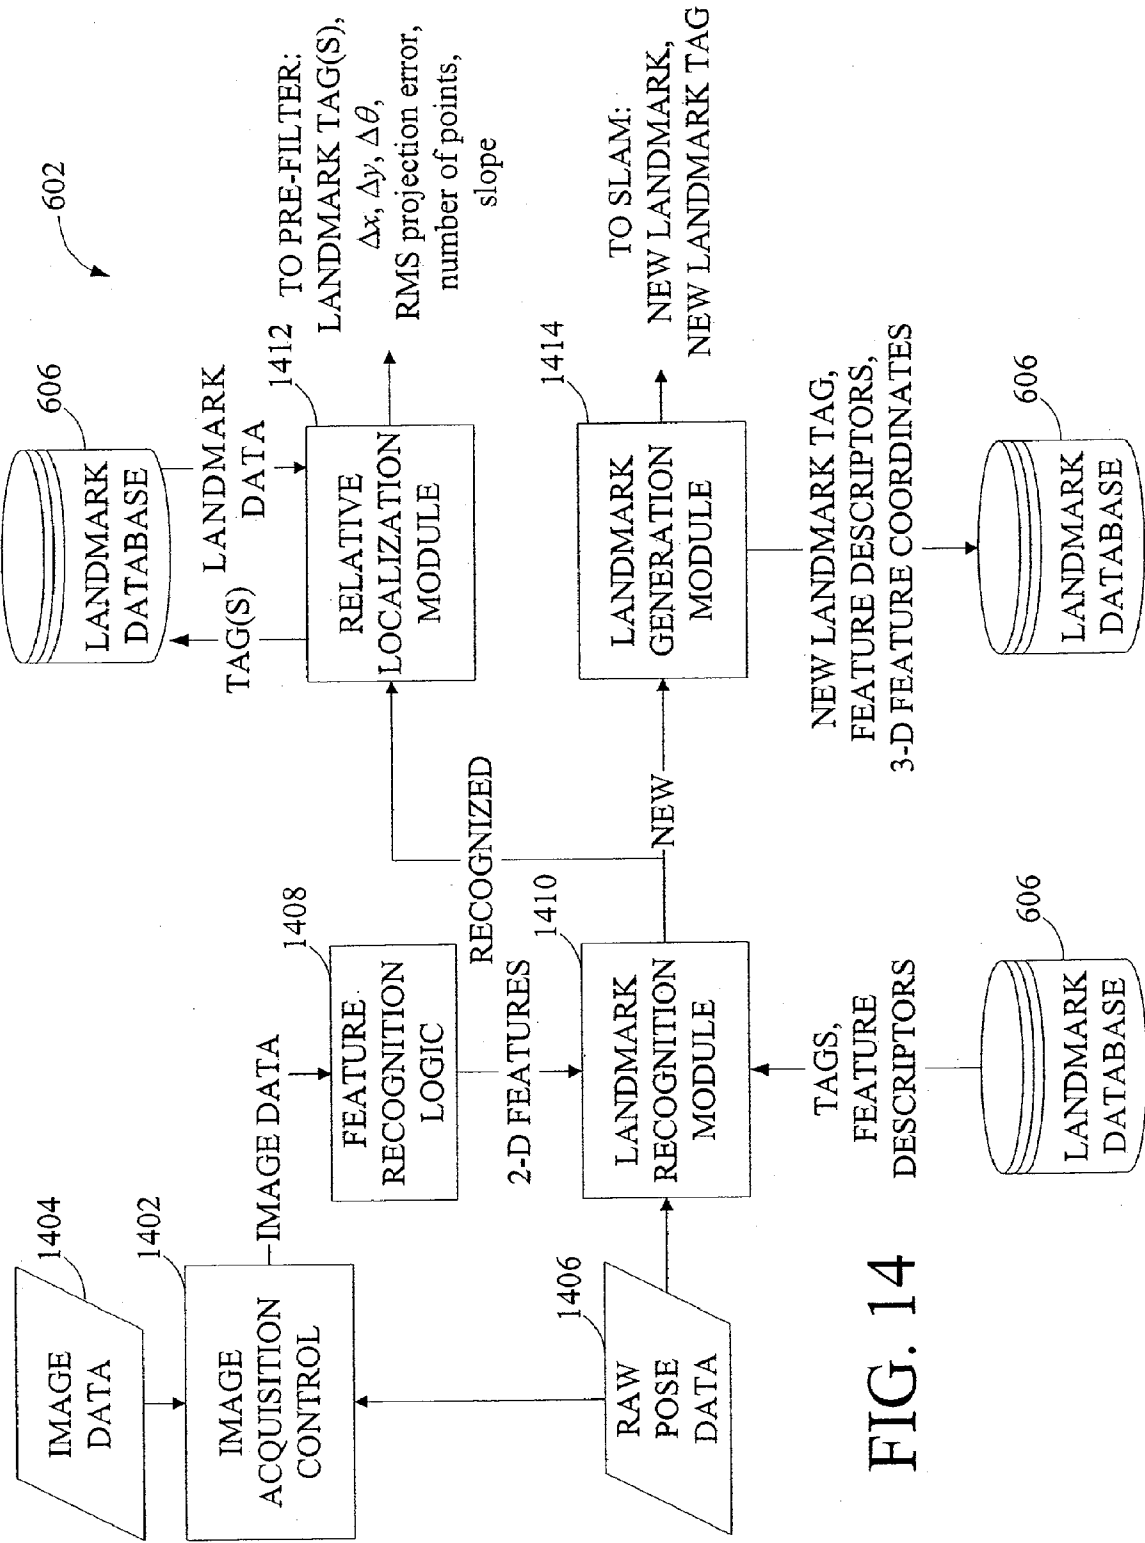 602
IMAGE
DATA
1404
IMAGE
ACQUISITION
CONTROL
1402
IMAGE DATA
RAW
POSE
DATA
1406
FEATURE
RECOGNITION
LOGIC
1408
2-D FEATURES
LANDMARK
RECOGNITION
MODULE
1410
TAGS,
FEATURE
DESCRIPTORS
LANDMARK
DATABASE
606
RECOGNIZED
NEW
LANDMARK
DATABASE
606
TAG(S)
LANDMARK
DATA
RELATIVE
LOCALIZATION
MODULE
1412
TO PRE-FILTER:
LANDMARK TAG(S),
Δx, Δy, Δθ,
RMS projection error,
number of points,
slope
LANDMARK
GENERATION
MODULE
1414
TO SLAM:
NEW LANDMARK,
NEW LANDMARK TAG
NEW LANDMARK TAG,
FEATURE DESCRIPTORS,
3-D FEATURE COORDINATES
LANDMARK
DATABASE
606
FIG. 14